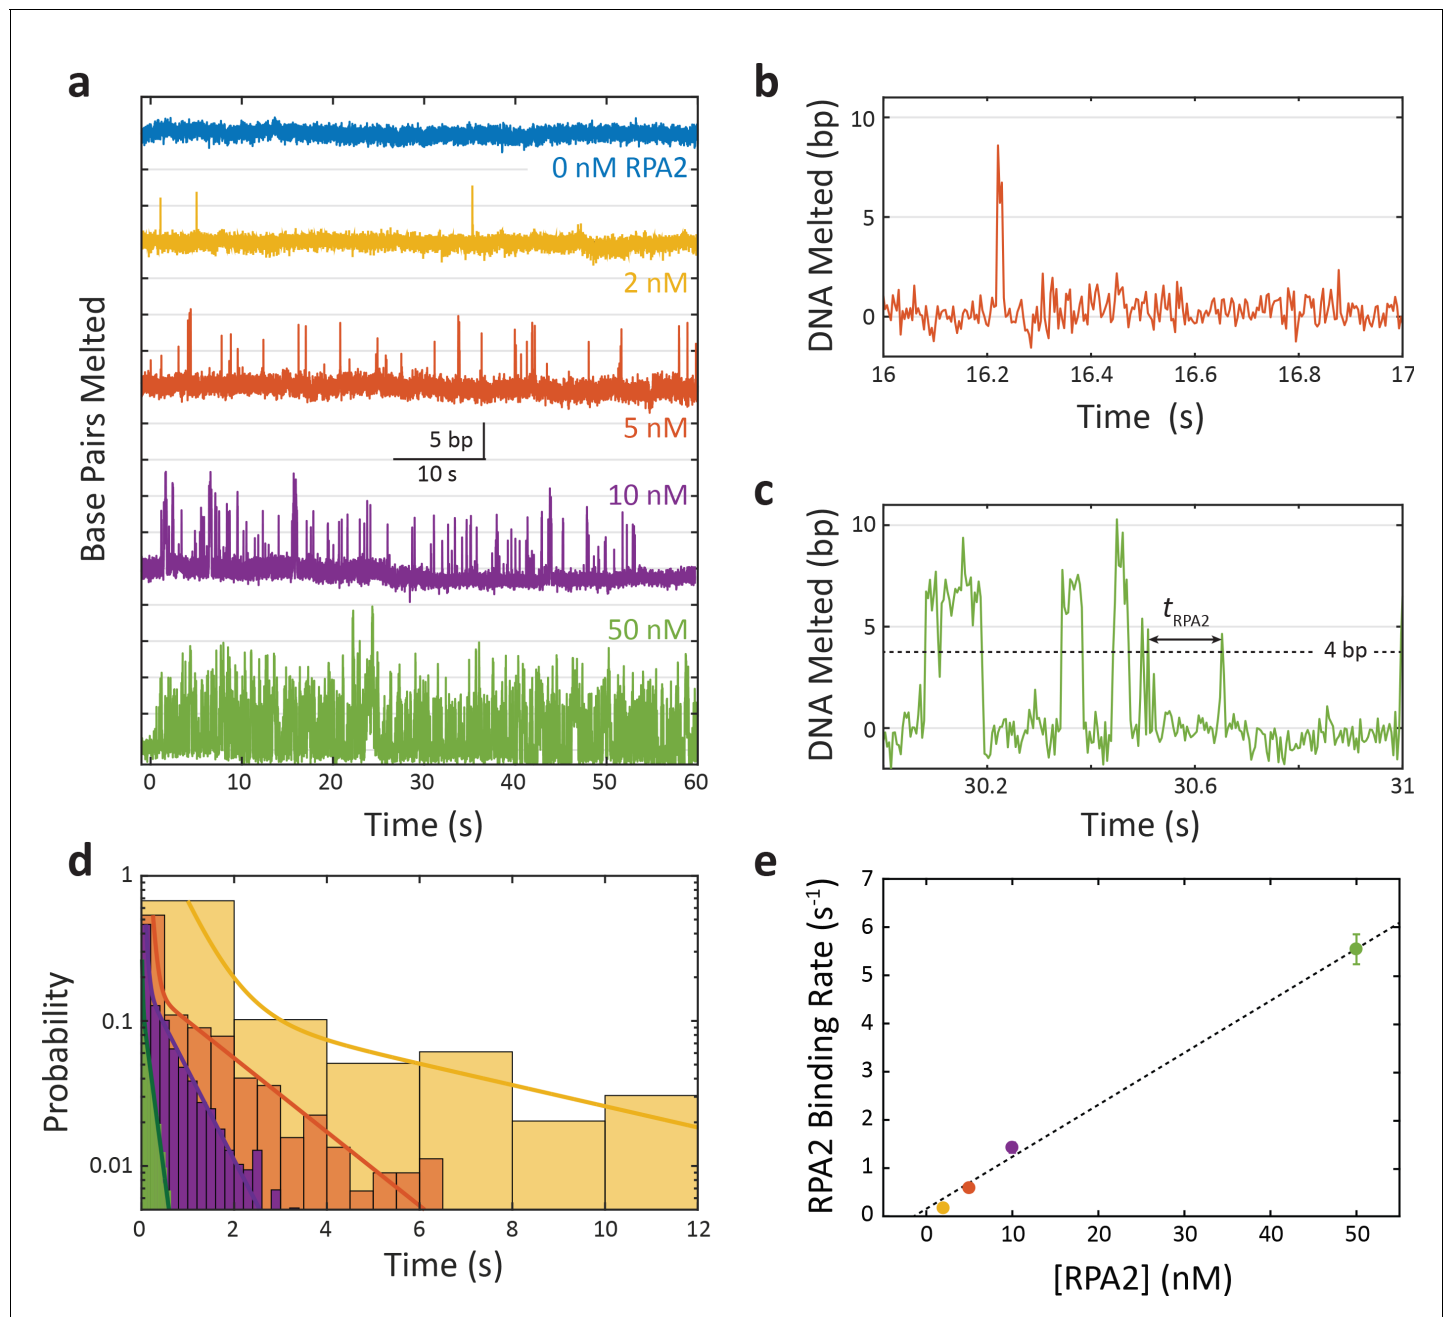 a
0 nM RPA2
2 nM
5 nM
5 bp
10 s
10 nM
50 nM
Base Pairs Melted
0 10 20 30 40 50 60
Time (s)
b
10
5
0
DNA Melted (bp)
16 16.2 16.4 16.6 16.8 17
Time (s)
c
10
5
0
DNA Melted (bp)
tRPA2
4 bp
30.2 30.6 31
Time (s)
d
1
0.1
0.01
Probability
0 2 4 6 8 10 12
Time (s)
e
7
6
5
4
3
2
1
0
RPA2 Binding Rate (s-1)
0 10 20 30 40 50
[RPA2] (nM)